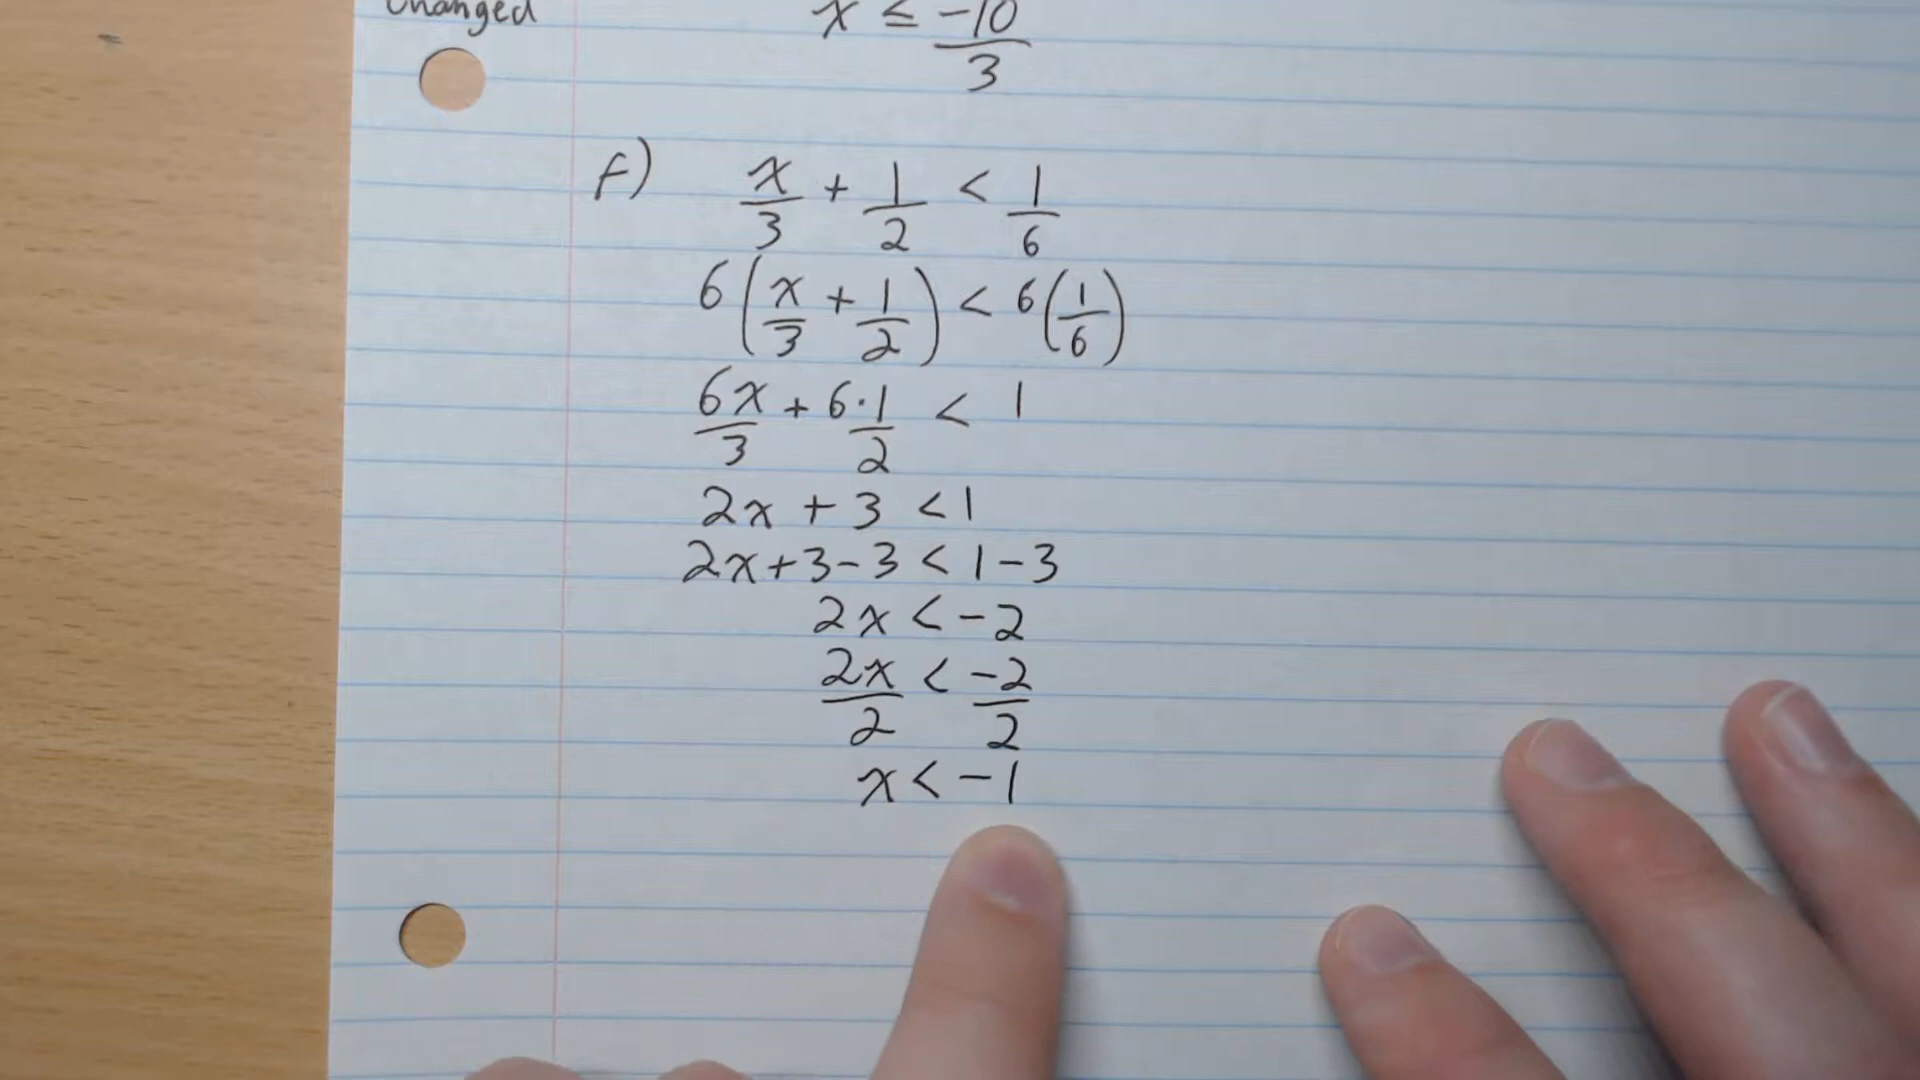 changed
x ≤ -10/3
f) x/3 + 1/2 < 1/6
6(x/3 + 1/2) < 6(1/6)
6x/3 + 6·1/2 < 1
2x + 3 < 1
2x + 3 - 3 < 1 - 3
2x < -2
2x/2 < -2/2
x < -1